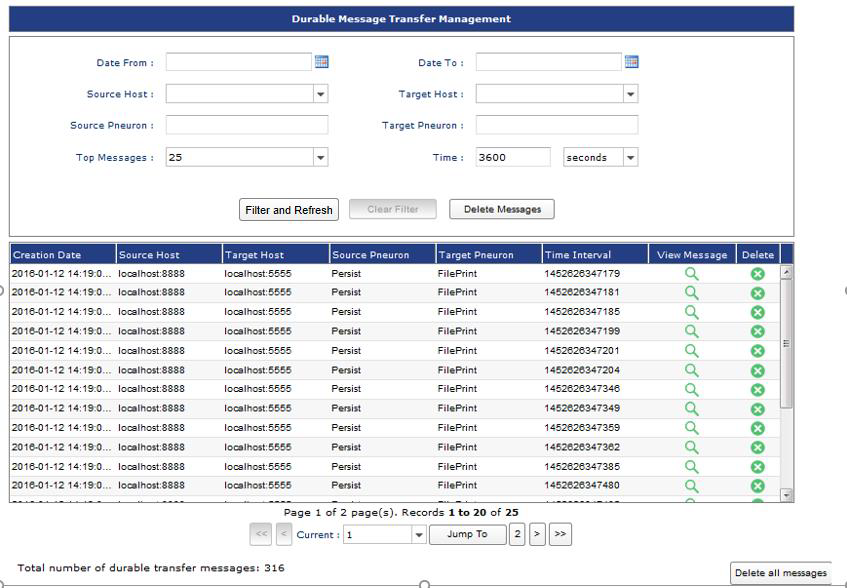 Durable Message Transfer Management
Date From : Date To :
Source Host : Target Host :
Source Pneuron : Target Pneuron :
Top Messages : 25 Time : 3600 seconds
Filter and Refresh Clear Filter Delete Messages
Creation Date Source Host Target Host Source Pneuron Target Pneuron Time Interval View Message Delete
2016-01-12 14:19:0... localhost:8888 localhost:5555 Persist FilePrint 1452626347179
2016-01-12 14:19:0... localhost:8888 localhost:5555 Persist FilePrint 1452626347181
2016-01-12 14:19:0... localhost:8888 localhost:5555 Persist FilePrint 1452626347185
2016-01-12 14:19:0... localhost:8888 localhost:5555 Persist FilePrint 1452626347199
2016-01-12 14:19:0... localhost:8888 localhost:5555 Persist FilePrint 1452626347201
2016-01-12 14:19:0... localhost:8888 localhost:5555 Persist FilePrint 1452626347204
2016-01-12 14:19:0... localhost:8888 localhost:5555 Persist FilePrint 1452626347346
2016-01-12 14:19:0... localhost:8888 localhost:5555 Persist FilePrint 1452626347349
2016-01-12 14:19:0... localhost:8888 localhost:5555 Persist FilePrint 1452626347359
2016-01-12 14:19:0... localhost:8888 localhost:5555 Persist FilePrint 1452626347362
2016-01-12 14:19:0... localhost:8888 localhost:5555 Persist FilePrint 1452626347385
2016-01-12 14:19:0... localhost:8888 localhost:5555 Persist FilePrint 1452626347480
Page 1 of 2 page(s). Records 1 to 20 of 25
<< < Current : 1 Jump To 2 > >>
Total number of durable transfer messages: 316
Delete all messages